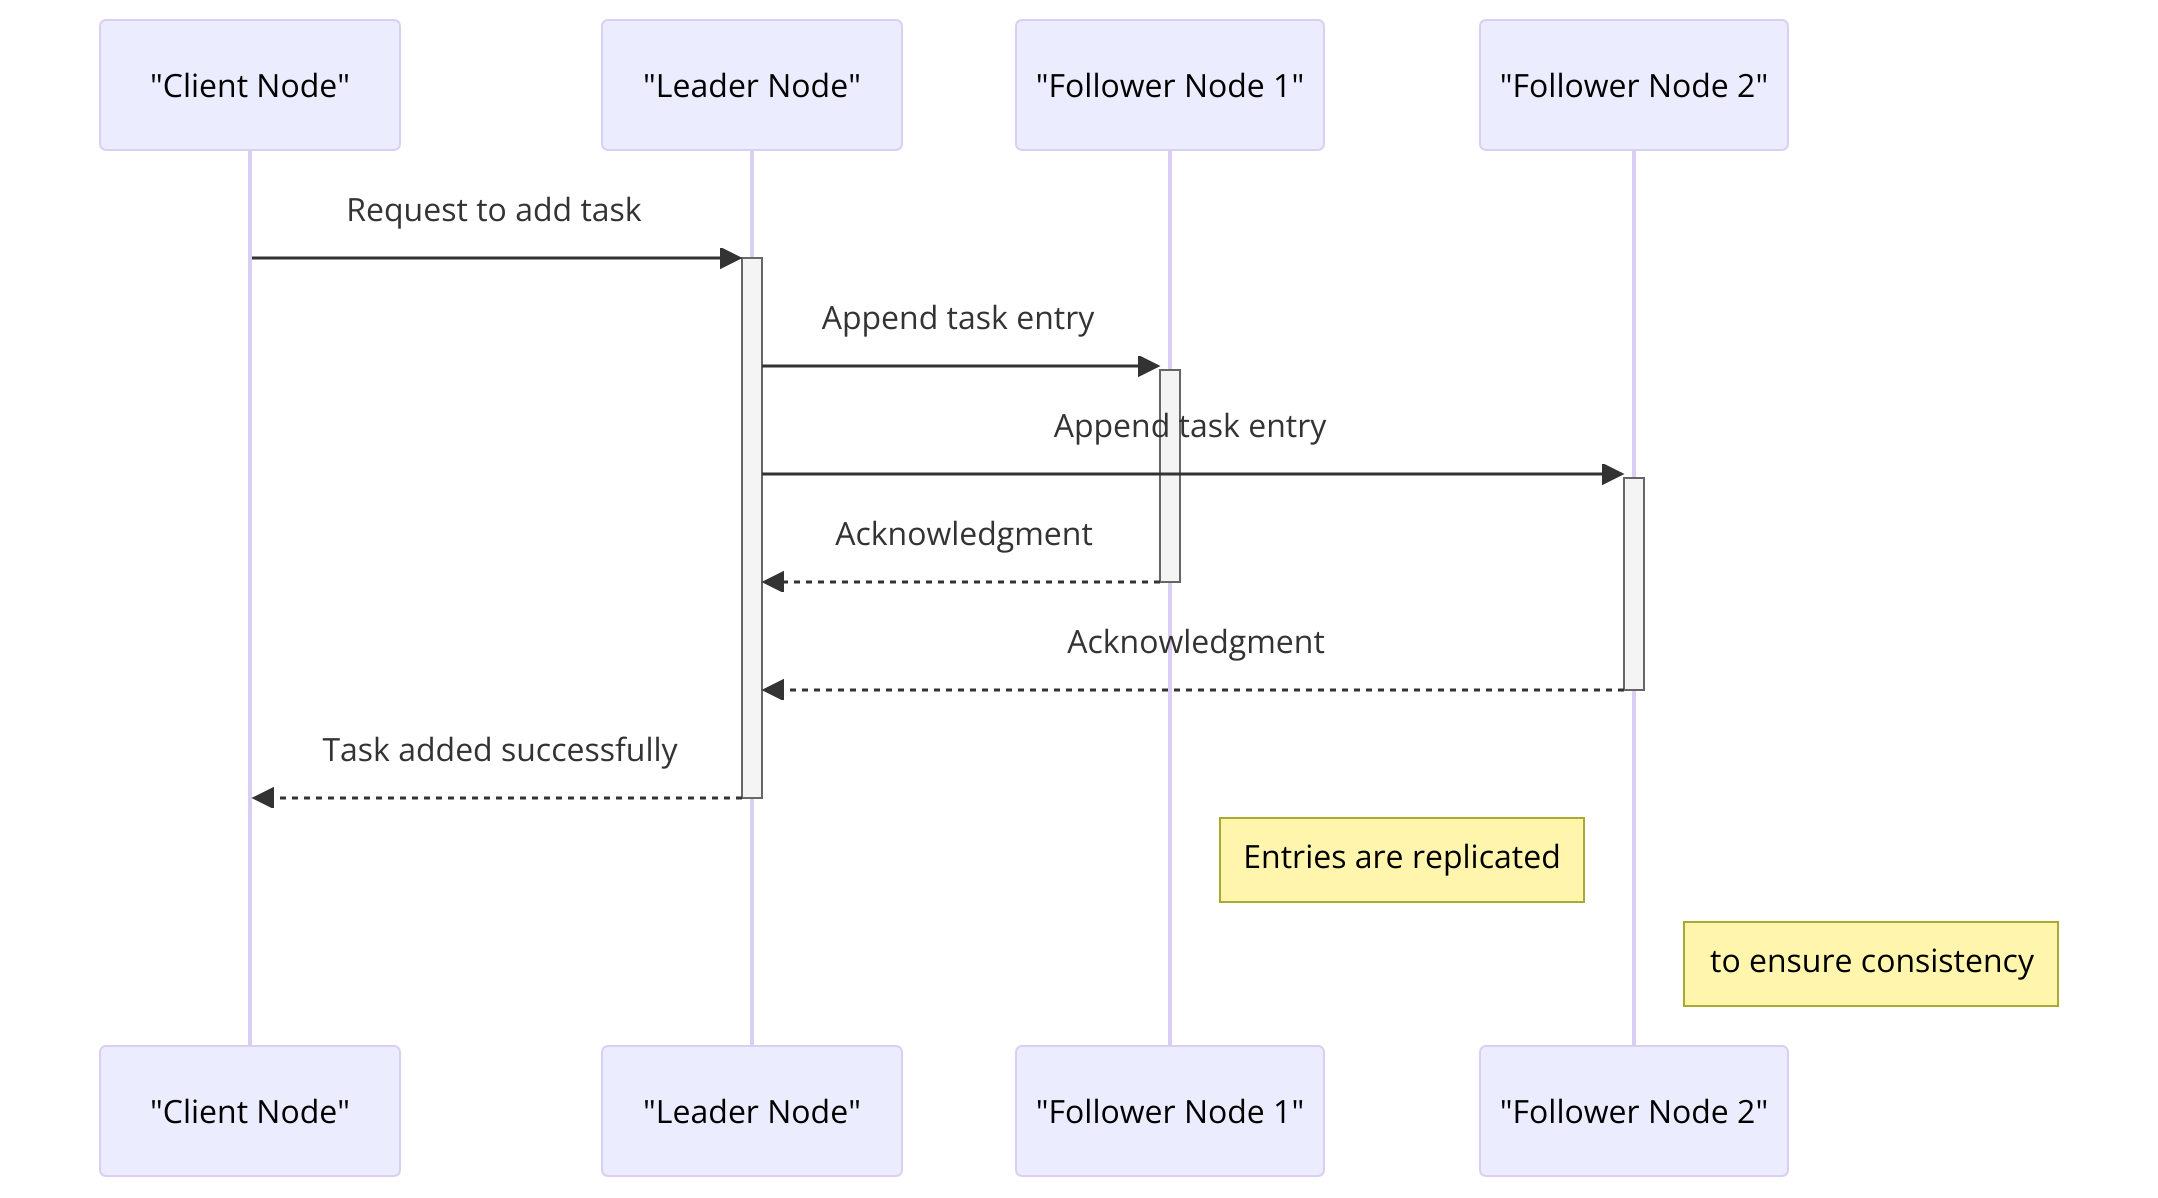 "Client Node"
"Leader Node"
"Follower Node 1"
"Follower Node 2"
Request to add task
Append task entry
Append task entry
Acknowledgment
Acknowledgment
Task added successfully
Entries are replicated
to ensure consistency
"Client Node"
"Leader Node"
"Follower Node 1"
"Follower Node 2"